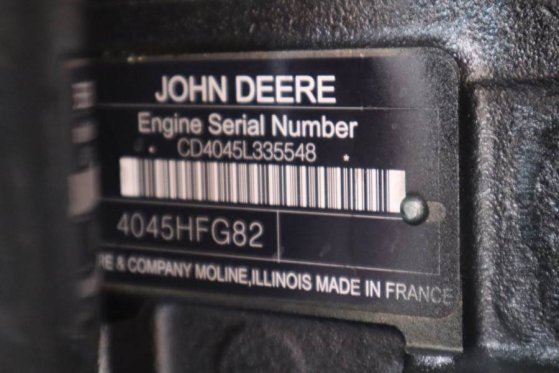 JOHN DEERE
Engine Serial Number
* CD4045L335548 *
4045HFG82
RE & COMPANY MOLINE,ILLINOIS MADE IN FRANCE